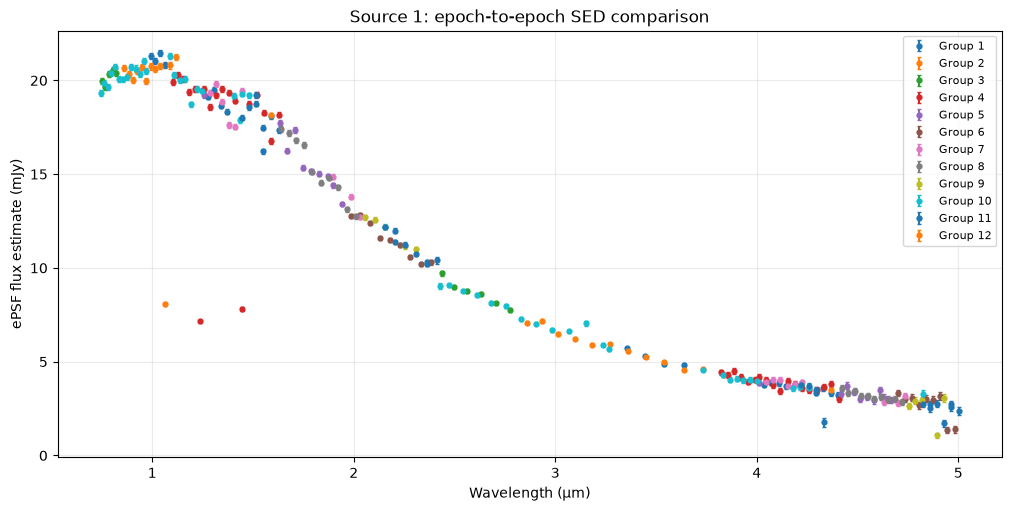 Source 1: epoch-to-epoch SED comparison
ePSF flux estimate (mJy)
20
15
10
5
0
1 2 3 4 5
Wavelength (µm)
Group 1
Group 2
Group 3
Group 4
Group 5
Group 6
Group 7
Group 8
Group 9
Group 10
Group 11
Group 12